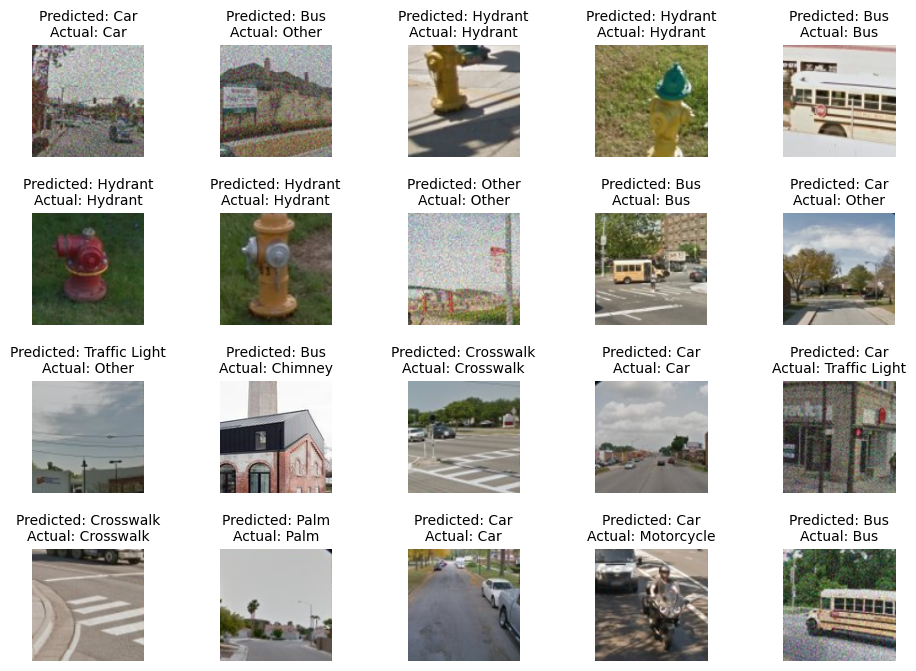 Predicted: Car
Actual: Car
Predicted: Bus
Actual: Other
Predicted: Hydrant
Actual: Hydrant
Predicted: Hydrant
Actual: Hydrant
Predicted: Bus
Actual: Bus
Predicted: Hydrant
Actual: Hydrant
Predicted: Hydrant
Actual: Hydrant
Predicted: Other
Actual: Other
Predicted: Bus
Actual: Bus
Predicted: Car
Actual: Other
Predicted: Traffic Light
Actual: Other
Predicted: Bus
Actual: Chimney
Predicted: Crosswalk
Actual: Crosswalk
Predicted: Car
Actual: Car
Predicted: Car
Actual: Traffic Light
Predicted: Crosswalk
Actual: Crosswalk
Predicted: Palm
Actual: Palm
Predicted: Car
Actual: Car
Predicted: Car
Actual: Motorcycle
Predicted: Bus
Actual: Bus